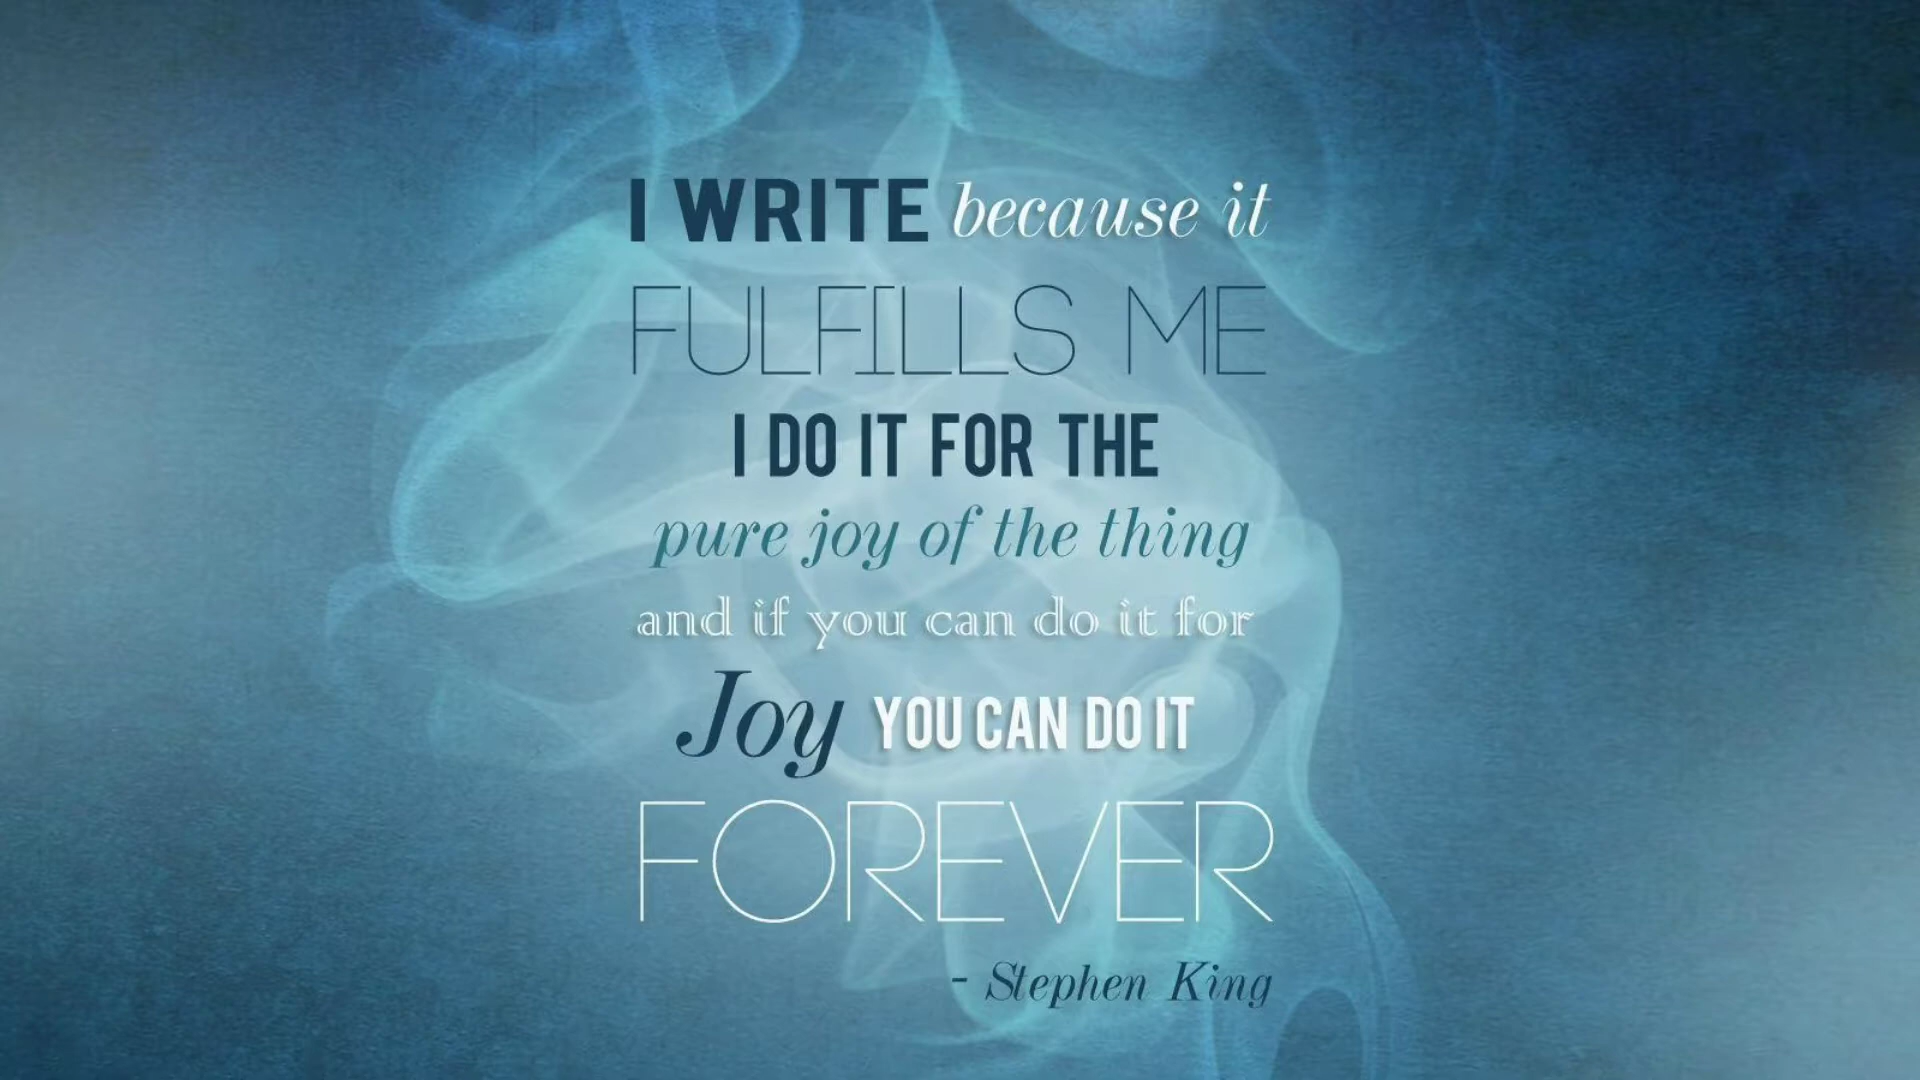 I WRITE because it
FULFILLS ME
I DO IT FOR THE
pure joy of the thing
and if you can do it for
Joy YOU CAN DO IT
FOREVER
- Stephen King